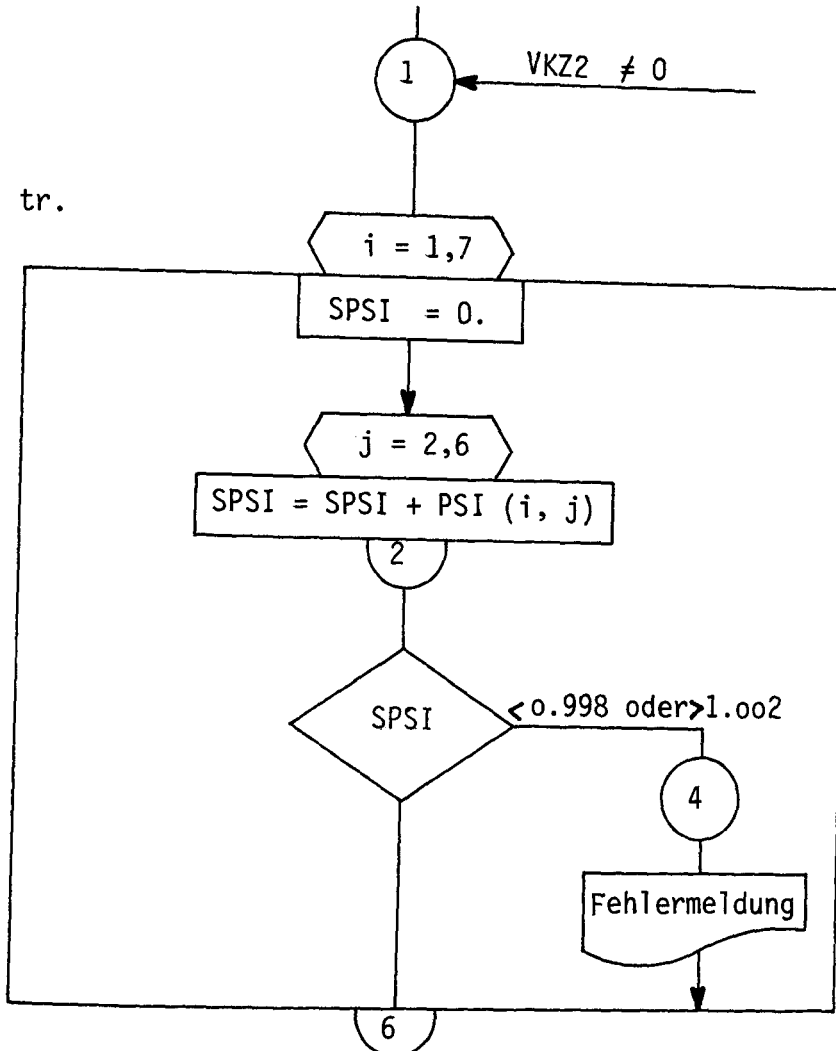 1
VKZ2 ≠ 0
tr.
i = 1,7
SPSI = 0.
j = 2,6
SPSI = SPSI + PSI (i, j)
2
SPSI
<o.998 oder>1.oo2
4
Fehlermeldung
6